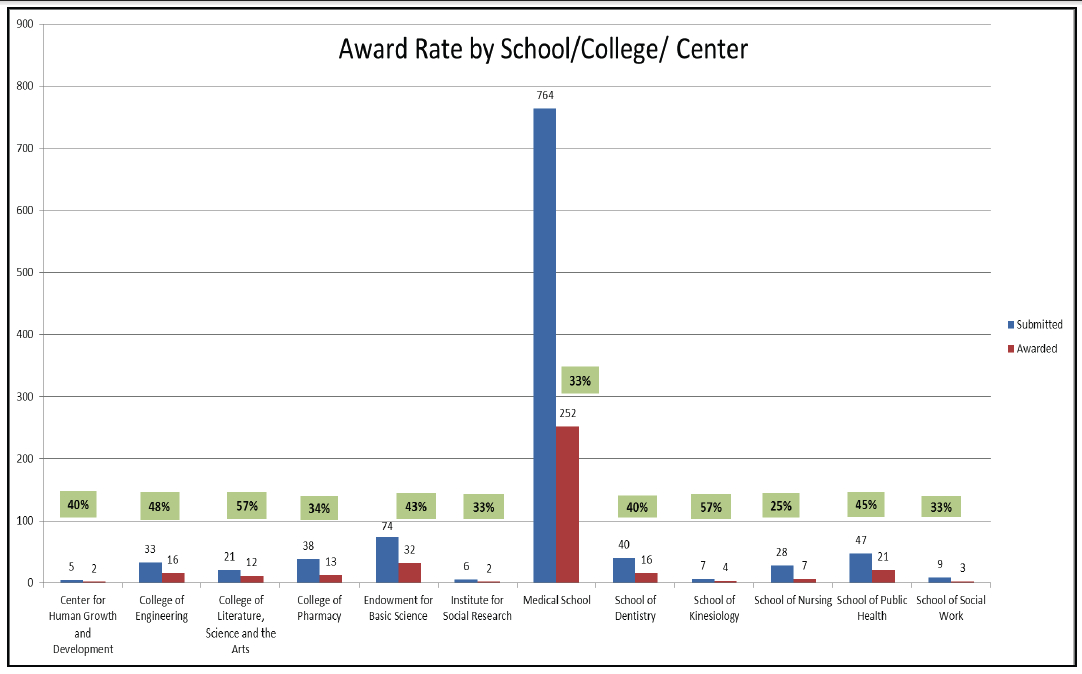 Award Rate by School/College/ Center
900
800
700
600
500
400
300
200
100
0
764
33%
252
Submitted
Awarded
40%
48%
57%
34%
43%
33%
40%
57%
25%
45%
33%
5 2
33 16
21 12
38 13
74 32
6 2
40 16
7 4
28 7
47 21
9 3
Center for
Human Growth
and
Development
College of
Engineering
College of
Literature,
Science and the
Arts
College of
Pharmacy
Endowment for
Basic Science
Institute for
Social Research
Medical School
School of
Dentistry
School of
Kinesiology
School of Nursing
School of Public
Health
School of Social
Work